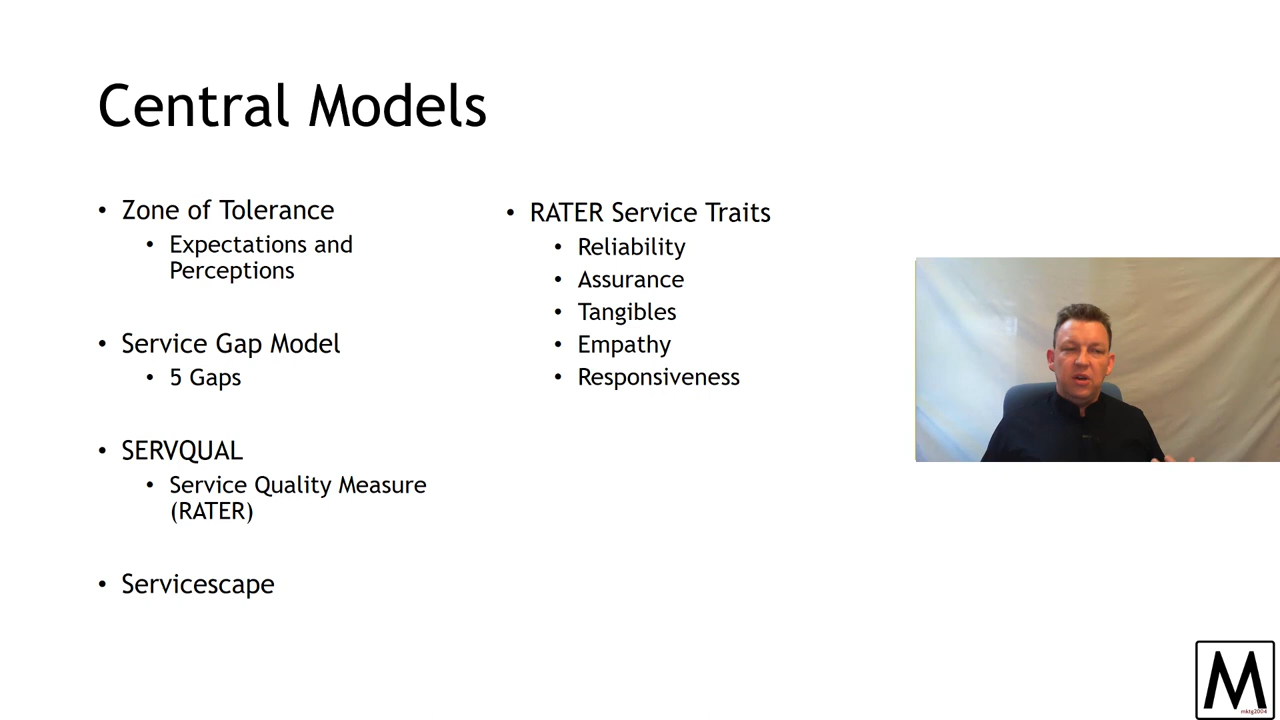 Central Models
• Zone of Tolerance
• Expectations and
Perceptions
• Service Gap Model
• 5 Gaps
• SERVQUAL
• Service Quality Measure
(RATER)
• Servicescape
• RATER Service Traits
• Reliability
• Assurance
• Tangibles
• Empathy
• Responsiveness
M
mktg2004